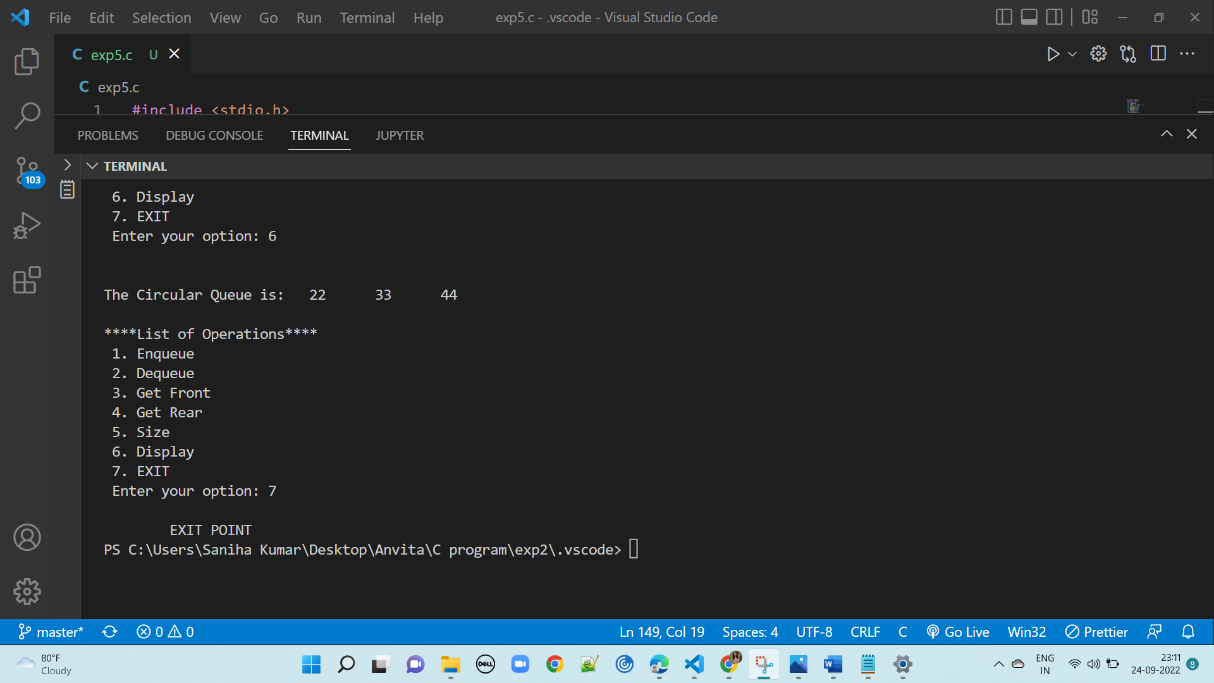 File Edit Selection View Go Run Terminal Help exp5.c - .vscode - Visual Studio Code
C exp5.c U
C exp5.c
1 #include <stdio.h>
PROBLEMS DEBUG CONSOLE TERMINAL JUPYTER
TERMINAL
103
6. Display
7. EXIT
Enter your option: 6
The Circular Queue is: 22 33 44
****List of Operations****
1. Enqueue
2. Dequeue
3. Get Front
4. Get Rear
5. Size
6. Display
7. EXIT
Enter your option: 7
EXIT POINT
PS C:\Users\Saniha Kumar\Desktop\Anvita\C program\exp2\.vscode>
master* 0 0 Ln 149, Col 19 Spaces: 4 UTF-8 CRLF C Go Live Win32 Prettier
80°F
Cloudy
DELL
ENG
IN
23:11
24-09-2022
8